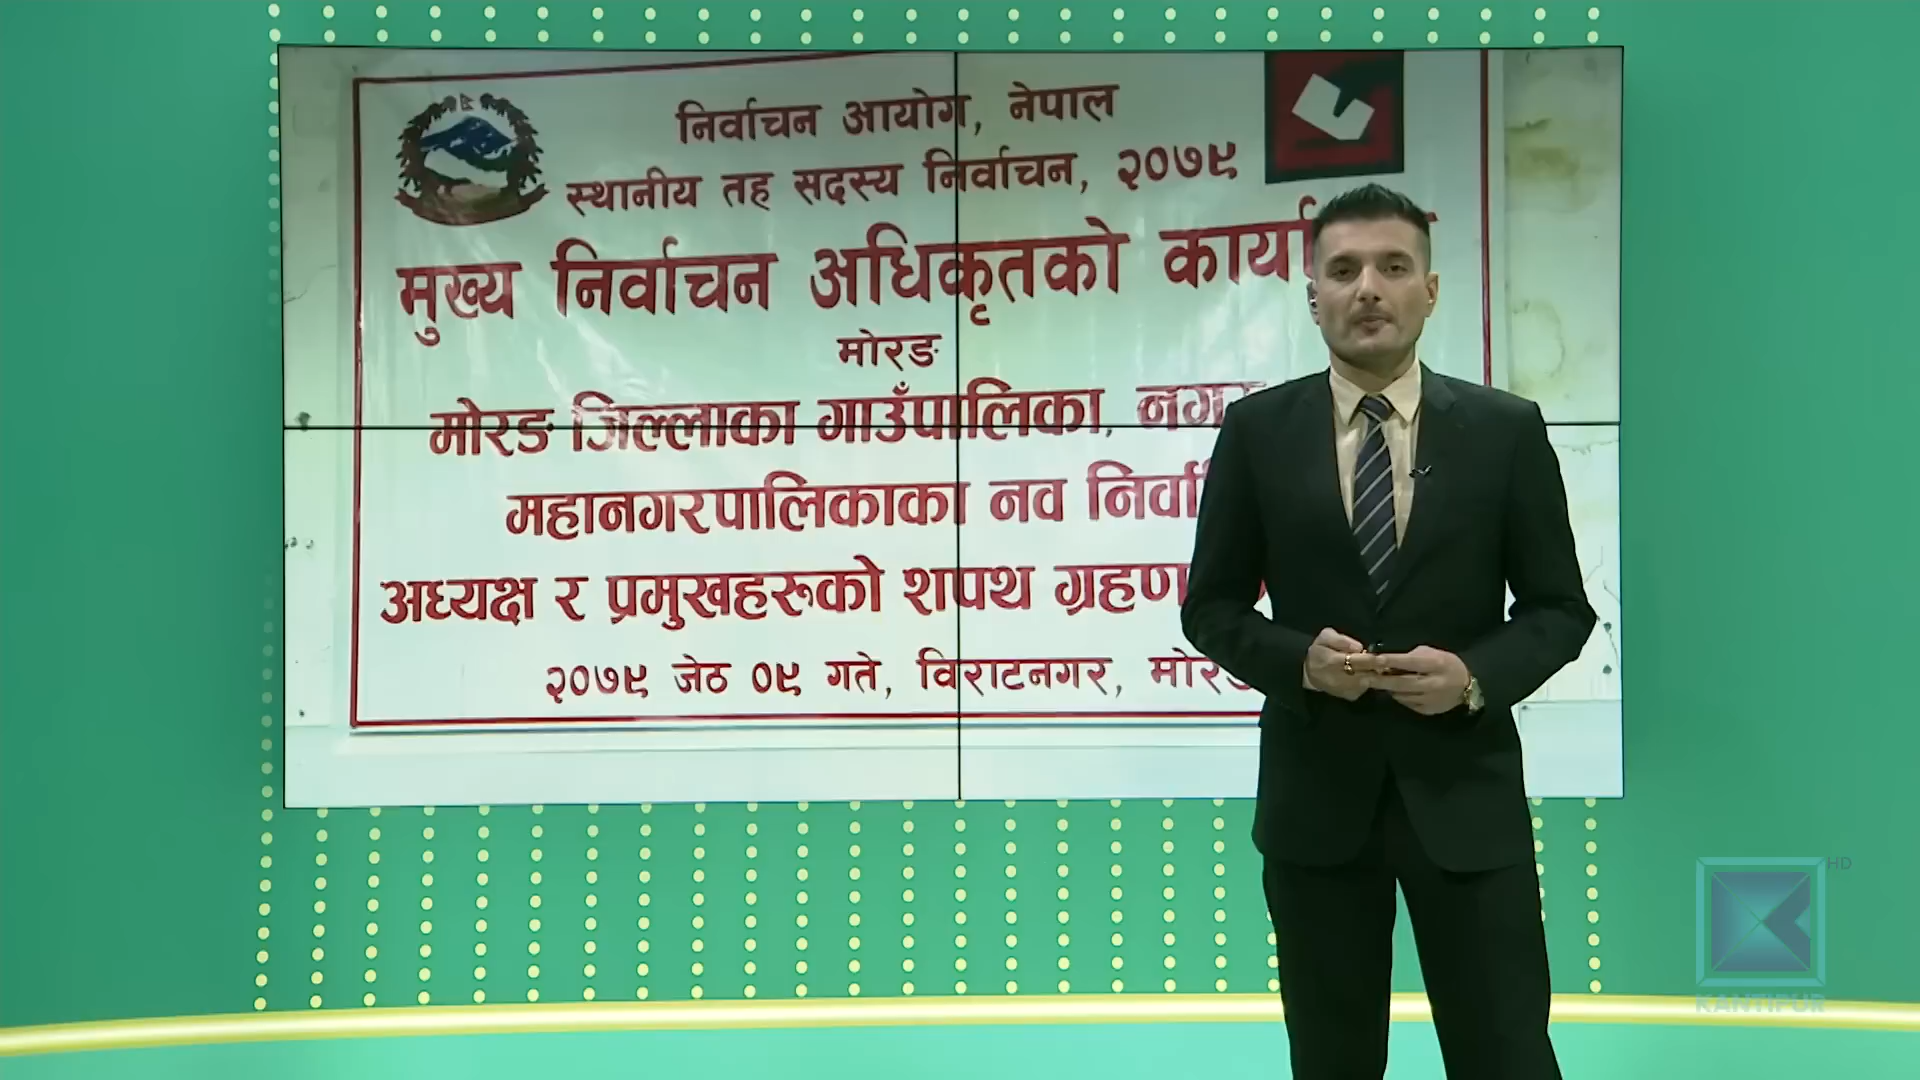 निर्वाचन आयोग, नेपाल
स्थानीय तह सदस्य निर्वाचन, २०७९
मुख्य निर्वाचन अधिकृतको
मोरङ
मोरङ जिल्लाका गाउँपालिका,
महानगरपालिकाका नव
अध्यक्ष र प्रमुखहरुको शपथ ग्रहण
२०७९ जेठ ०९ गते, विराटनगर,
HD
KANTIPUR